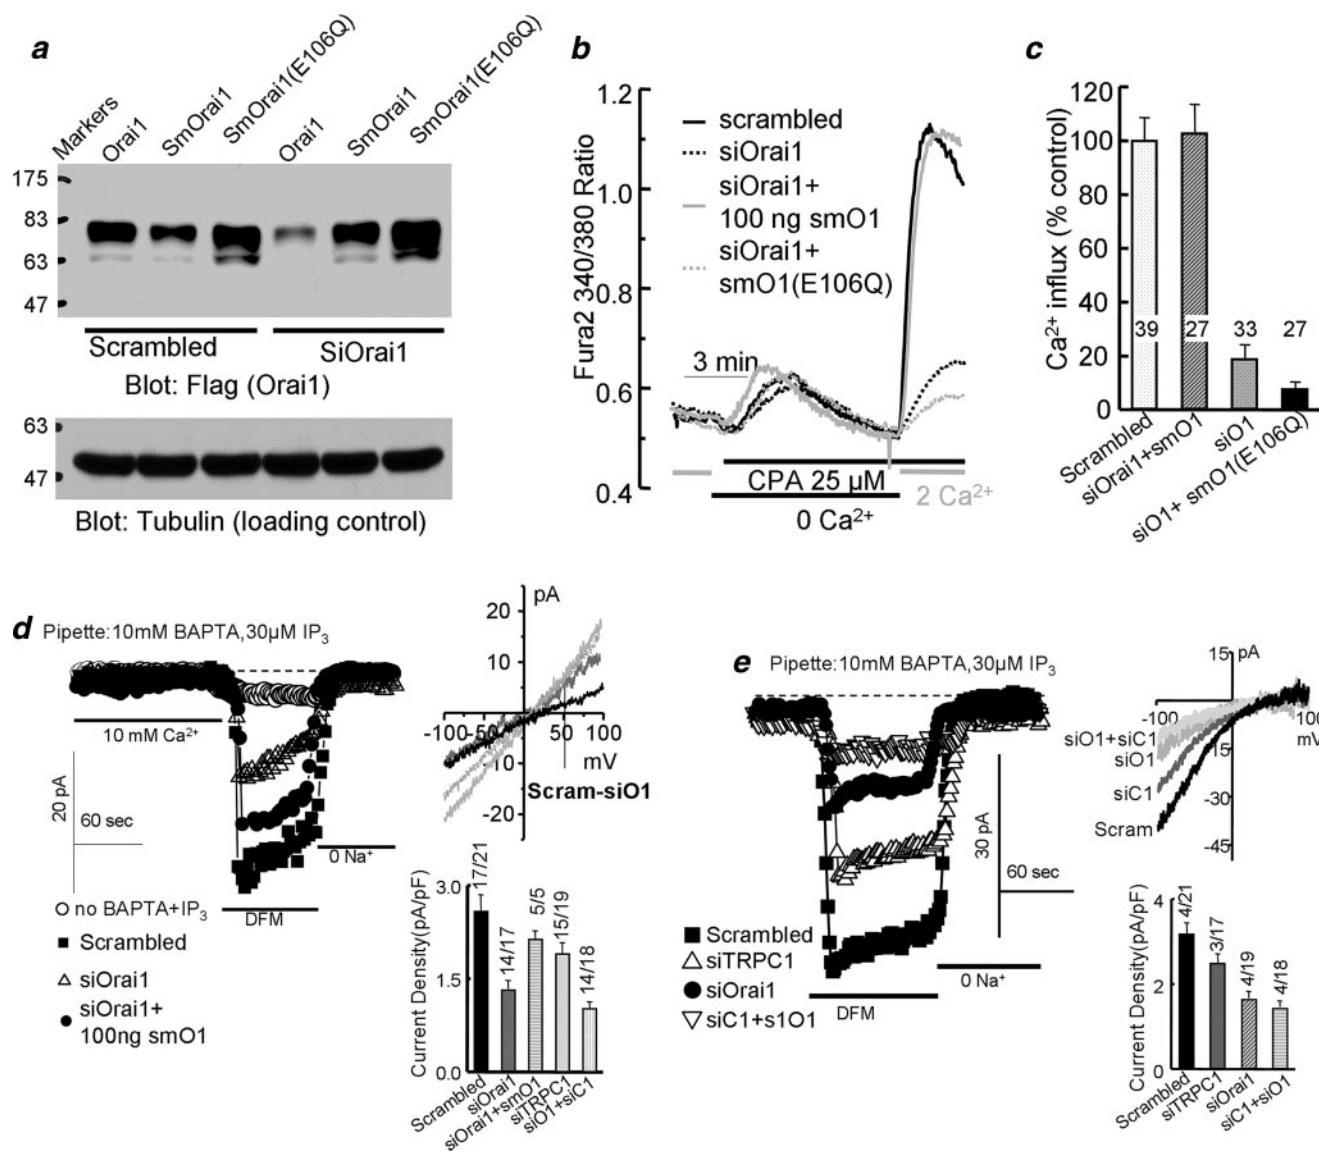 a
Markers
Orai1
SmOrai1
SmOrai1(E106Q)
Orai1
SmOrai1
SmOrai1(E106Q)
175
83
63
47
Scrambled
SiOrai1
Blot: Flag (Orai1)
63
47
Blot: Tubulin (loading control)
b
Fura2 340/380 Ratio
1.2
1.0
0.8
0.6
0.4
scrambled
siOrai1
siOrai1+
100 ng smO1
siOrai1+
smO1(E106Q)
3 min
CPA 25 µM
2 Ca²⁺
0 Ca²⁺
c
Ca²⁺ influx (% control)
120
100
80
60
40
20
0
39
27
33
27
Scrambled
siOrai1+smO1
siO1
siO1+ smO1(E106Q)
d
Pipette:10mM BAPTA,30µM IP₃
10 mM Ca²⁺
20 pA
60 sec
0 Na⁺
DFM
no BAPTA+IP₃
Scrambled
siOrai1
siOrai1+
100ng smO1
pA
20
10
-100
-50
50
100
mV
-10
-20
Scram-siO1
Current Density(pA/pF)
3.0
1.5
0.0
17/21
14/17
5/5
15/19
14/18
Scrambled
siOrai1
siOrai1+smO1
siTRPC1
siO1+siC1
e
Pipette:10mM BAPTA,30µM IP₃
30 pA
60 sec
0 Na⁺
DFM
Scrambled
siTRPC1
siOrai1
siC1+s1O1
15
pA
-100
100
mV
-15
-30
-45
siO1+siC1
siO1
siC1
Scram
Current Density(pA/pF)
4
2
0
4/21
3/17
4/19
4/18
Scrambled
siTRPC1
siOrai1
siC1+siO1